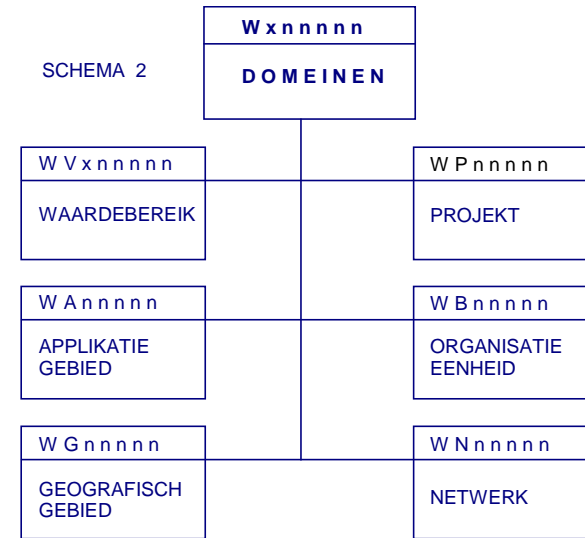 W x n n n n n
SCHEMA 2
D O M E I N E N
W V x n n n n n
WAARDEBEREIK
W P n n n n n
PROJEKT
W A n n n n n
APPLIKATIE
GEBIED
W B n n n n n
ORGANISATIE
EENHEID
W G n n n n n
GEOGRAFISCH
GEBIED
W N n n n n n
NETWERK